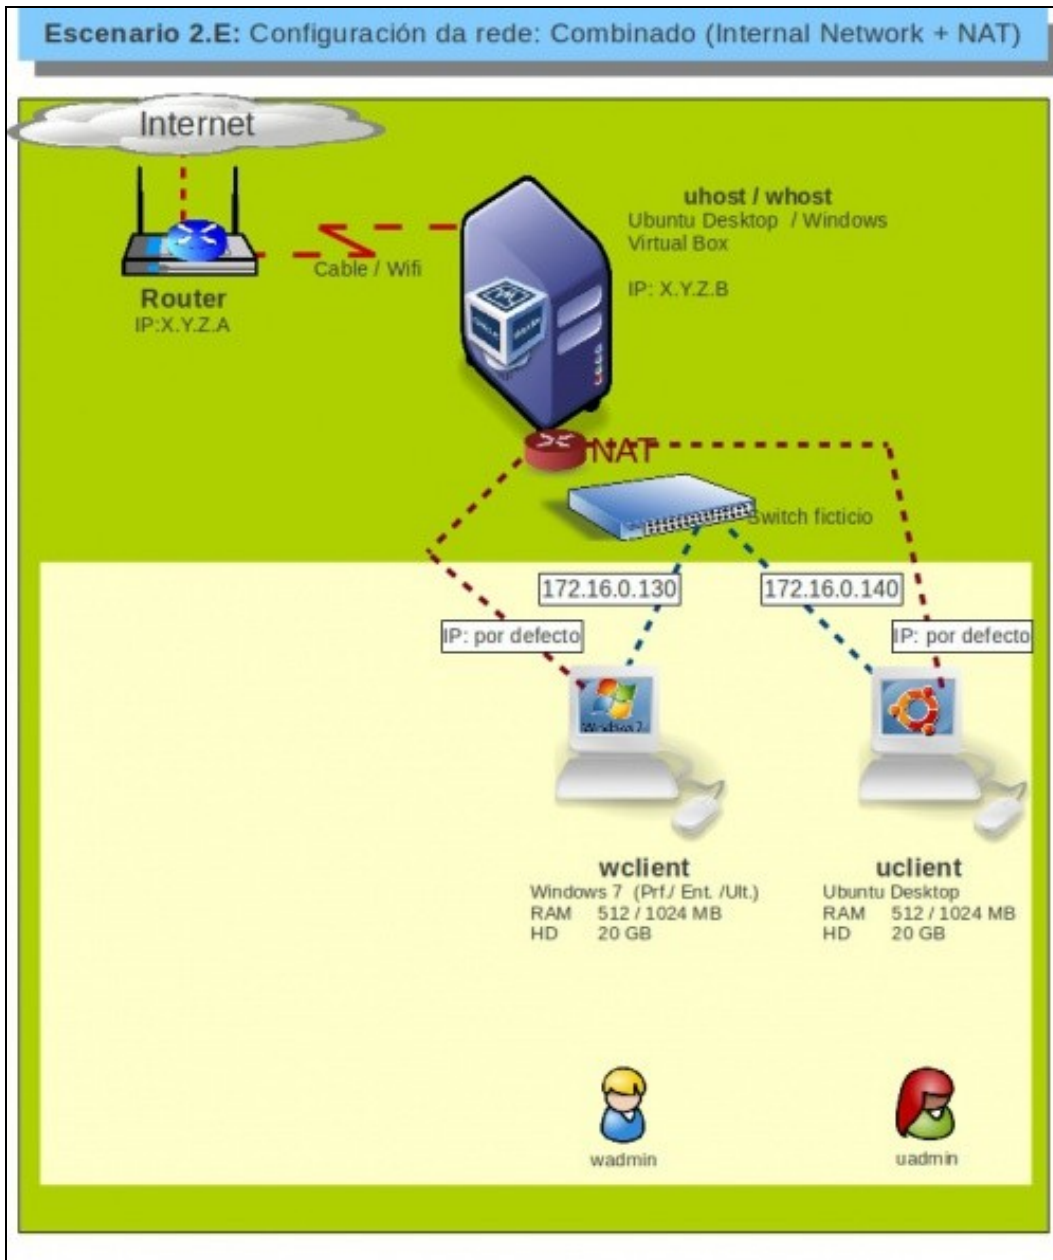 Escenario 2.E: Configuración da rede: Combinado (Internal Network + NAT)
Internet
uhost / whost
Ubuntu Desktop / Windows
Virtual Box
IP: X.Y.Z.B
Cable / Wifi
Router
IP:X.Y.Z.A
NAT
Switch ficticio
172.16.0.130
172.16.0.140
IP: por defecto
IP: por defecto
Windows 7
wclient
Windows 7 (Prf./ Ent. /Ult.)
RAM 512 / 1024 MB
HD 20 GB
uclient
Ubuntu Desktop
RAM 512 / 1024 MB
HD 20 GB
wadmin
uadmin